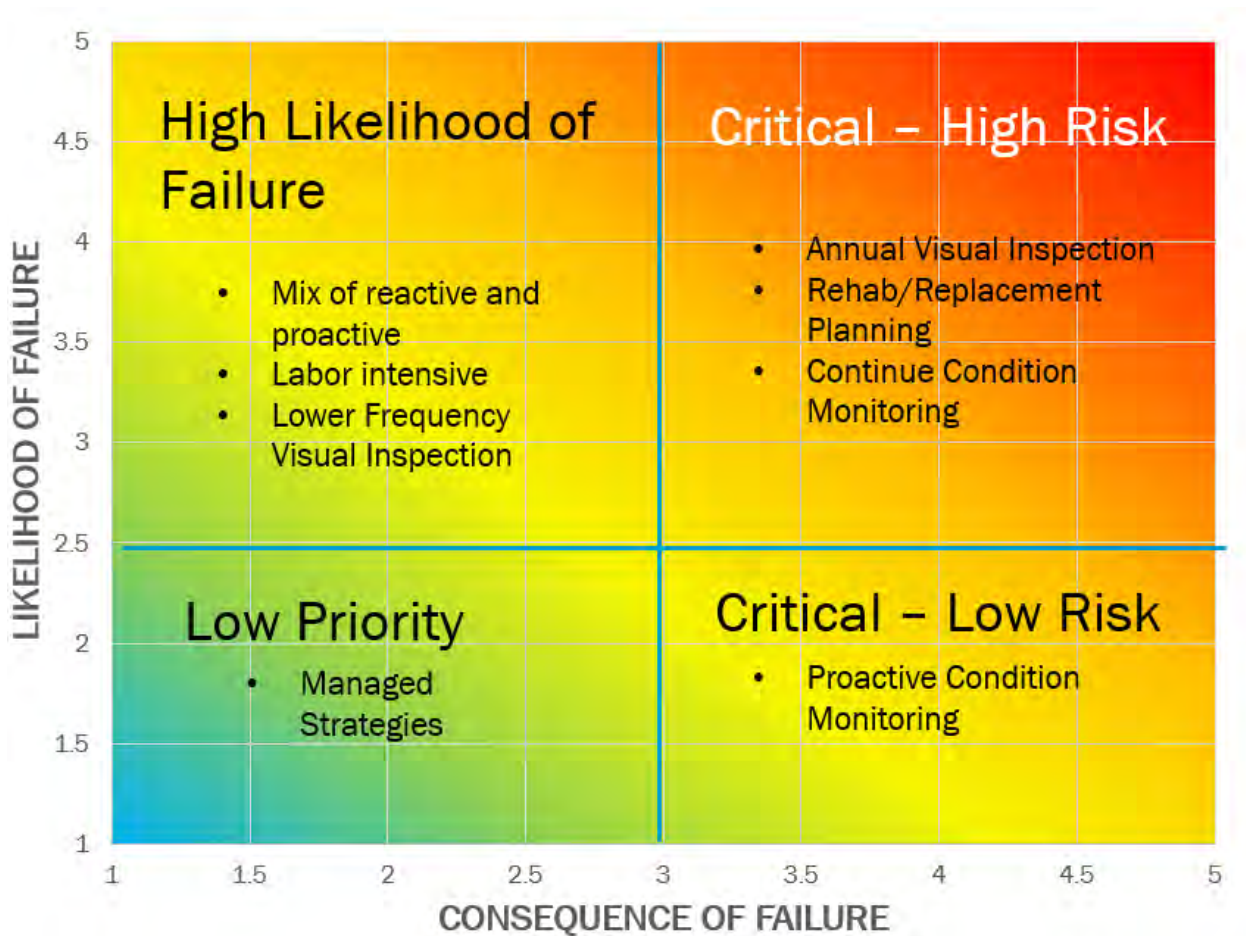 5
4.5
4
3.5
3
2.5
2
1.5
1
LIKELIHOOD OF FAILURE
High Likelihood of
Failure
• Mix of reactive and
proactive
• Labor intensive
• Lower Frequency
Visual Inspection
Critical – High Risk
• Annual Visual Inspection
• Rehab/Replacement
Planning
• Continue Condition
Monitoring
Low Priority
• Managed
Strategies
Critical – Low Risk
• Proactive Condition
Monitoring
1 1.5 2 2.5 3 3.5 4 4.5 5
CONSEQUENCE OF FAILURE